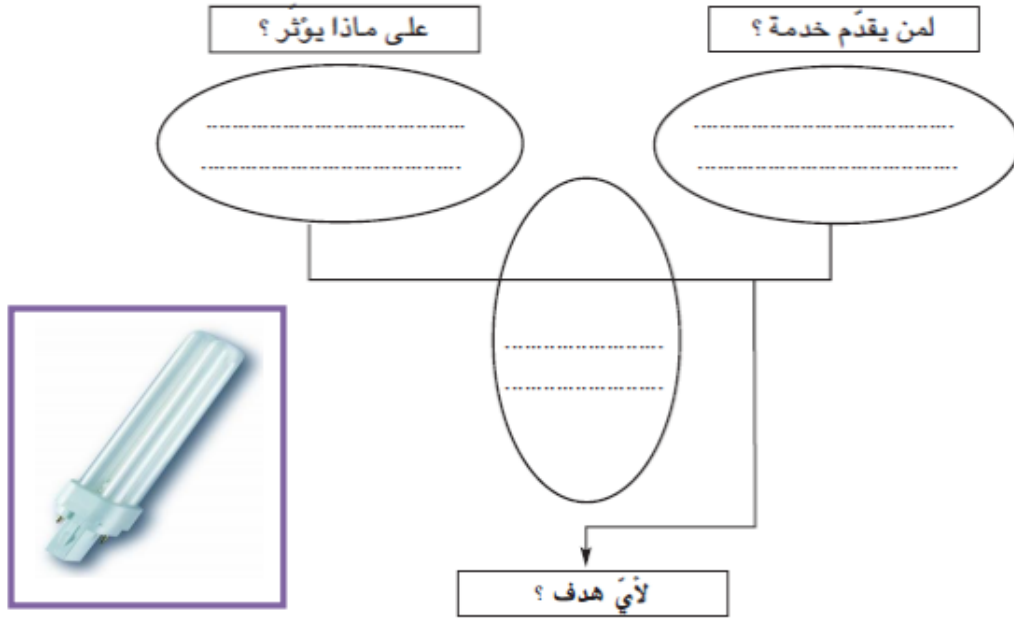 لمن يقدّم خدمة ؟
على ماذا يؤثّر ؟
لأيّ هدف ؟